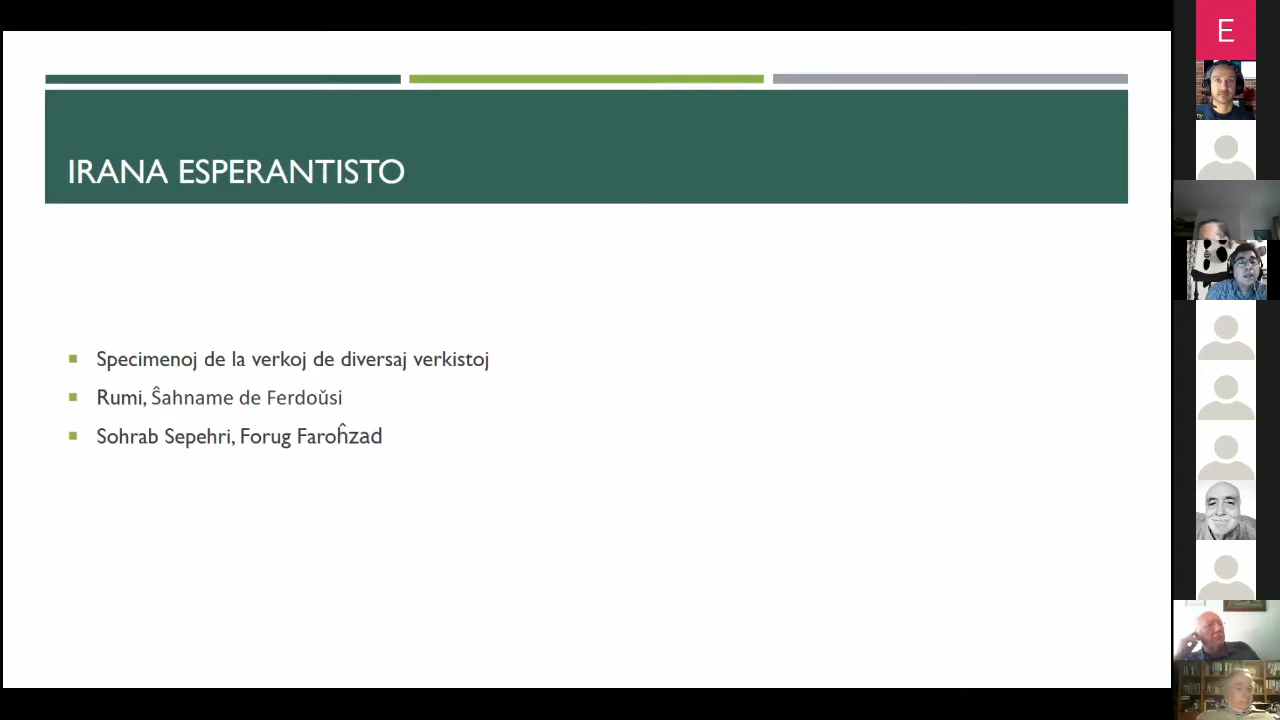 IRANA ESPERANTISTO
Specimenoj de la verkoj de diversaj verkistoj
Rumi, Ŝahname de Ferdoŭsi
Sohrab Sepehri, Forug Faroĥzad
E